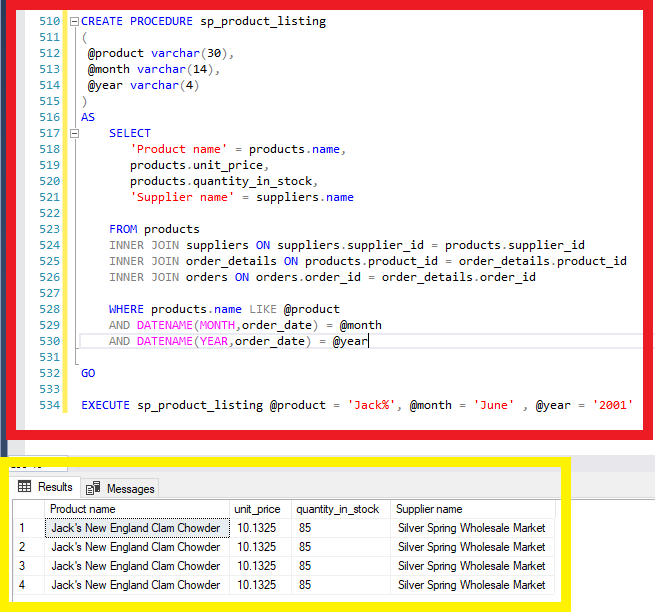 510 CREATE PROCEDURE sp_product_listing
511 (
512 @product varchar(30),
513 @month varchar(14),
514 @year varchar(4)
515 )
516 AS
517 SELECT
518 'Product name' = products.name,
519 products.unit_price,
520 products.quantity_in_stock,
521 'Supplier name' = suppliers.name
522
523 FROM products
524 INNER JOIN suppliers ON suppliers.supplier_id = products.supplier_id
525 INNER JOIN order_details ON products.product_id = order_details.product_id
526 INNER JOIN orders ON orders.order_id = order_details.order_id
527
528 WHERE products.name LIKE @product
529 AND DATENAME(MONTH,order_date) = @month
530 AND DATENAME(YEAR,order_date) = @year
531
532 GO
533
534 EXECUTE sp_product_listing @product = 'Jack%', @month = 'June' , @year = '2001'
Results Messages
Product name unit_price quantity_in_stock Supplier name
1 Jack's New England Clam Chowder 10.1325 85 Silver Spring Wholesale Market
2 Jack's New England Clam Chowder 10.1325 85 Silver Spring Wholesale Market
3 Jack's New England Clam Chowder 10.1325 85 Silver Spring Wholesale Market
4 Jack's New England Clam Chowder 10.1325 85 Silver Spring Wholesale Market